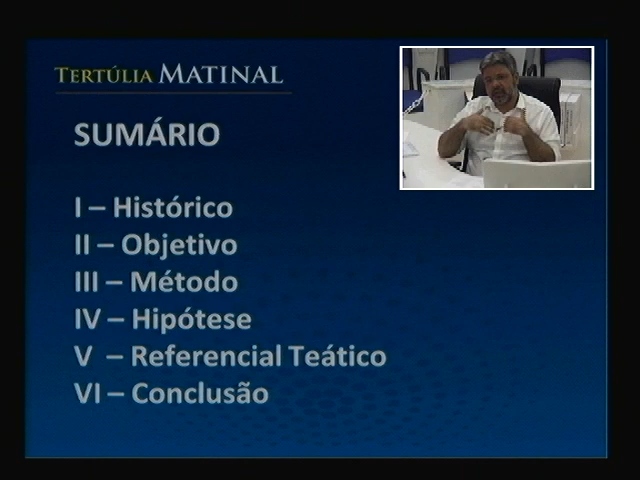 TERTÚLIA MATINAL
SUMÁRIO
I – Histórico
II – Objetivo
III – Método
IV – Hipótese
V – Referencial Teático
VI – Conclusão